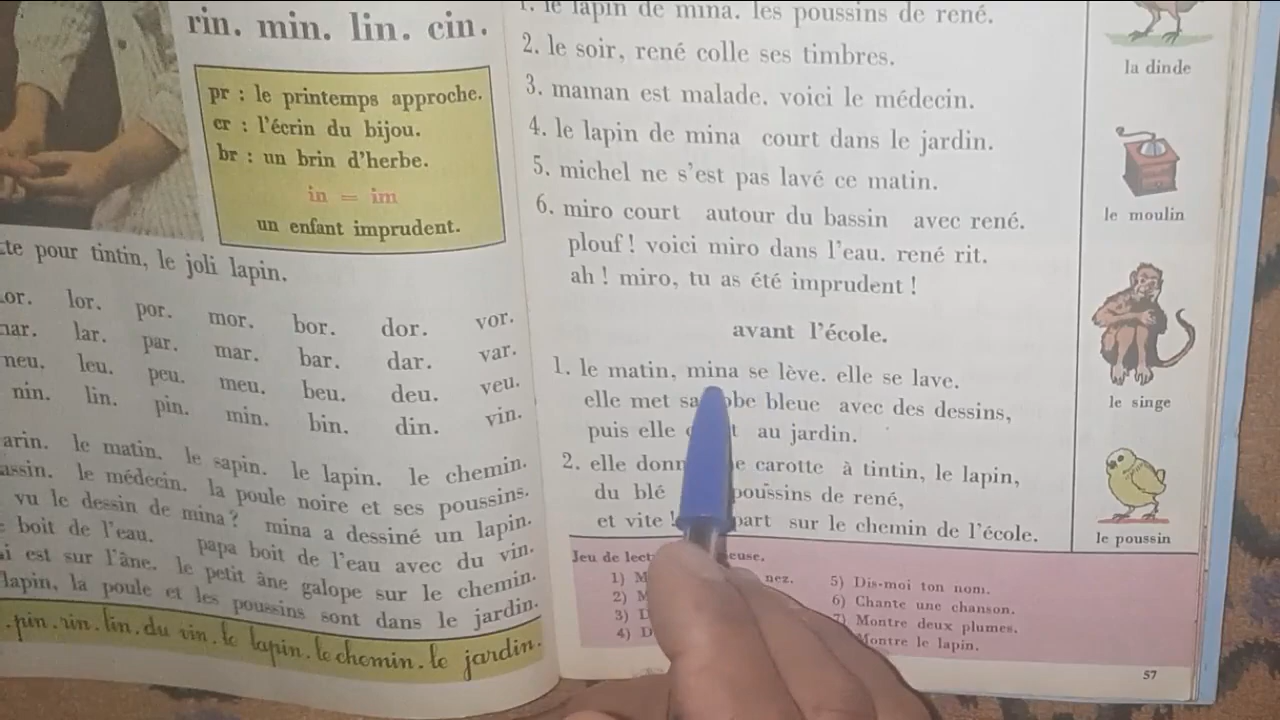 rin. min. lin. cin.
pr : le printemps approche.
cr : l'écrin du bijou.
br : un brin d'herbe.
in = im
un enfant imprudent.
pour tintin, le joli lapin.
lor. por. mor. bor. dor. vor.
lar. par. mar. bar. dar. var.
neu. leu. peu. meu. beu. deu. veu.
nin. lin. pin. min. bin. din. vin.
le matin. le sapin. le lapin. le chemin.
le médecin. la poule noire et ses poussins.
vu le dessin de mina? mina a dessiné un lapin.
boit de l'eau. papa boit de l'eau avec du vin.
est sur l'âne. le petit âne galope sur le chemin.
lapin, la poule et les poussins sont dans le jardin.
pin. rin. lin. du vin. le lapin. le chemin. le jardin.
1. le lapin de mina. les poussins de rené.
2. le soir, rené colle ses timbres.
3. maman est malade. voici le médecin.
4. le lapin de mina court dans le jardin.
5. michel ne s'est pas lavé ce matin.
6. miro court autour du bassin avec rené.
plouf ! voici miro dans l'eau. rené rit.
ah ! miro, tu as été imprudent !
avant l'école.
1. le matin, mina se lève. elle se lave.
elle met sa bleue avec des dessins,
puis elle au jardin.
2. elle carotte à tintin, le lapin,
du blé poussins de rené,
et vite ! part sur le chemin de l'école.
Jeu de
1) nez.
2)
3)
4)
5) Dis-moi ton nom.
6) Chante une chanson.
7) Montre deux plumes.
Montre le lapin.
57
la dinde
le moulin
le singe
le poussin